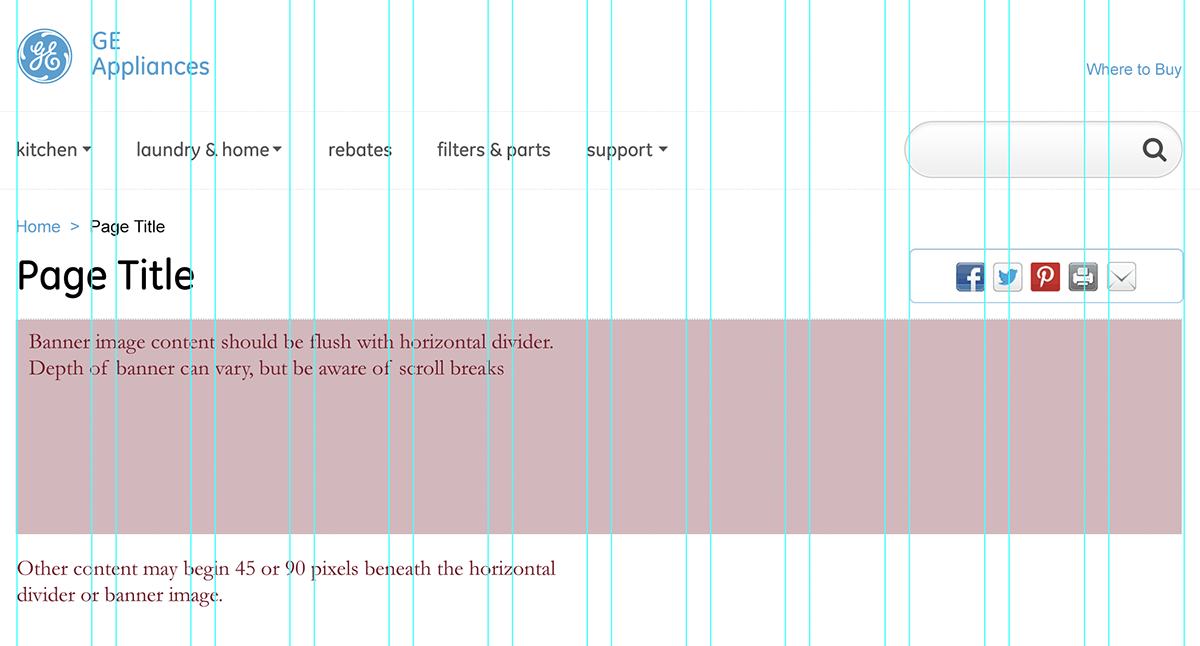 GE
GE
Appliances
Where to Buy
kitchen laundry & home rebates filters & parts support
Home > Page Title
Page Title
Banner image content should be flush with horizontal divider.
Depth of banner can vary, but be aware of scroll breaks
Other content may begin 45 or 90 pixels beneath the horizontal
divider or banner image.